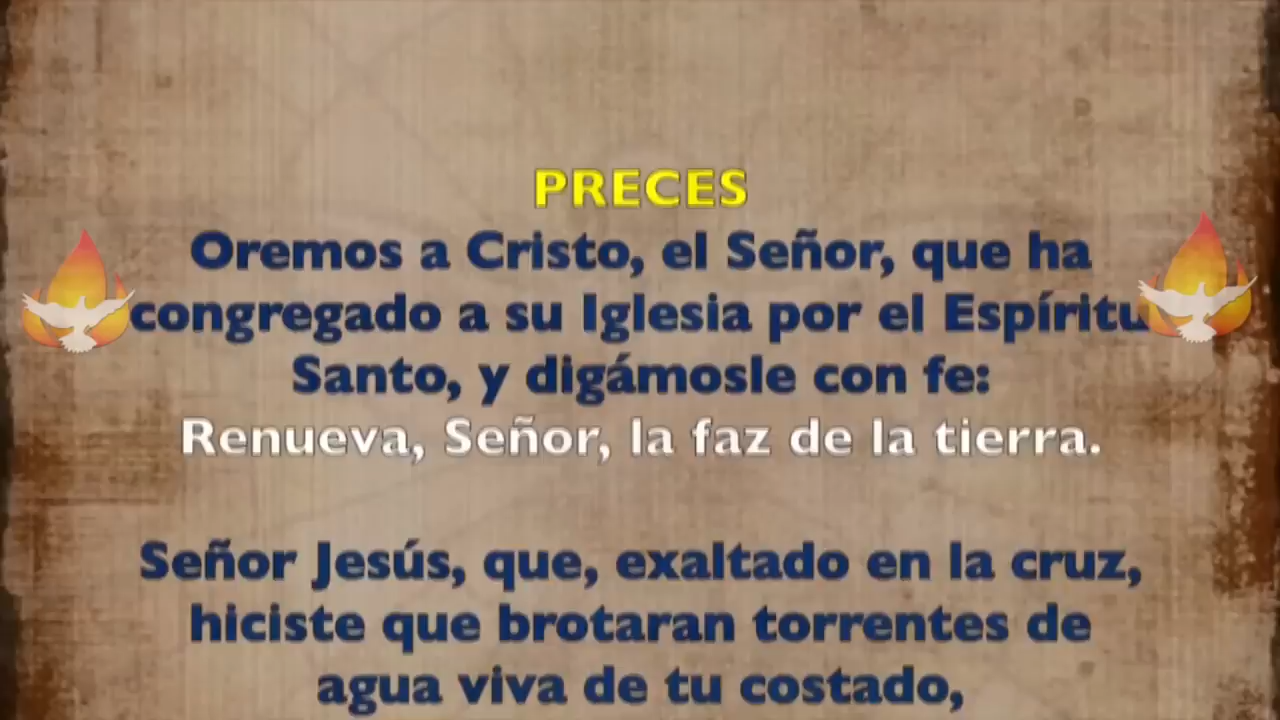 PRECES
Oremos a Cristo, el Señor, que ha
congregado a su Iglesia por el Espíritu
Santo, y digámosle con fe:
Renueva, Señor, la faz de la tierra.
Señor Jesús, que, exaltado en la cruz,
hiciste que brotaran torrentes de
agua viva de tu costado,